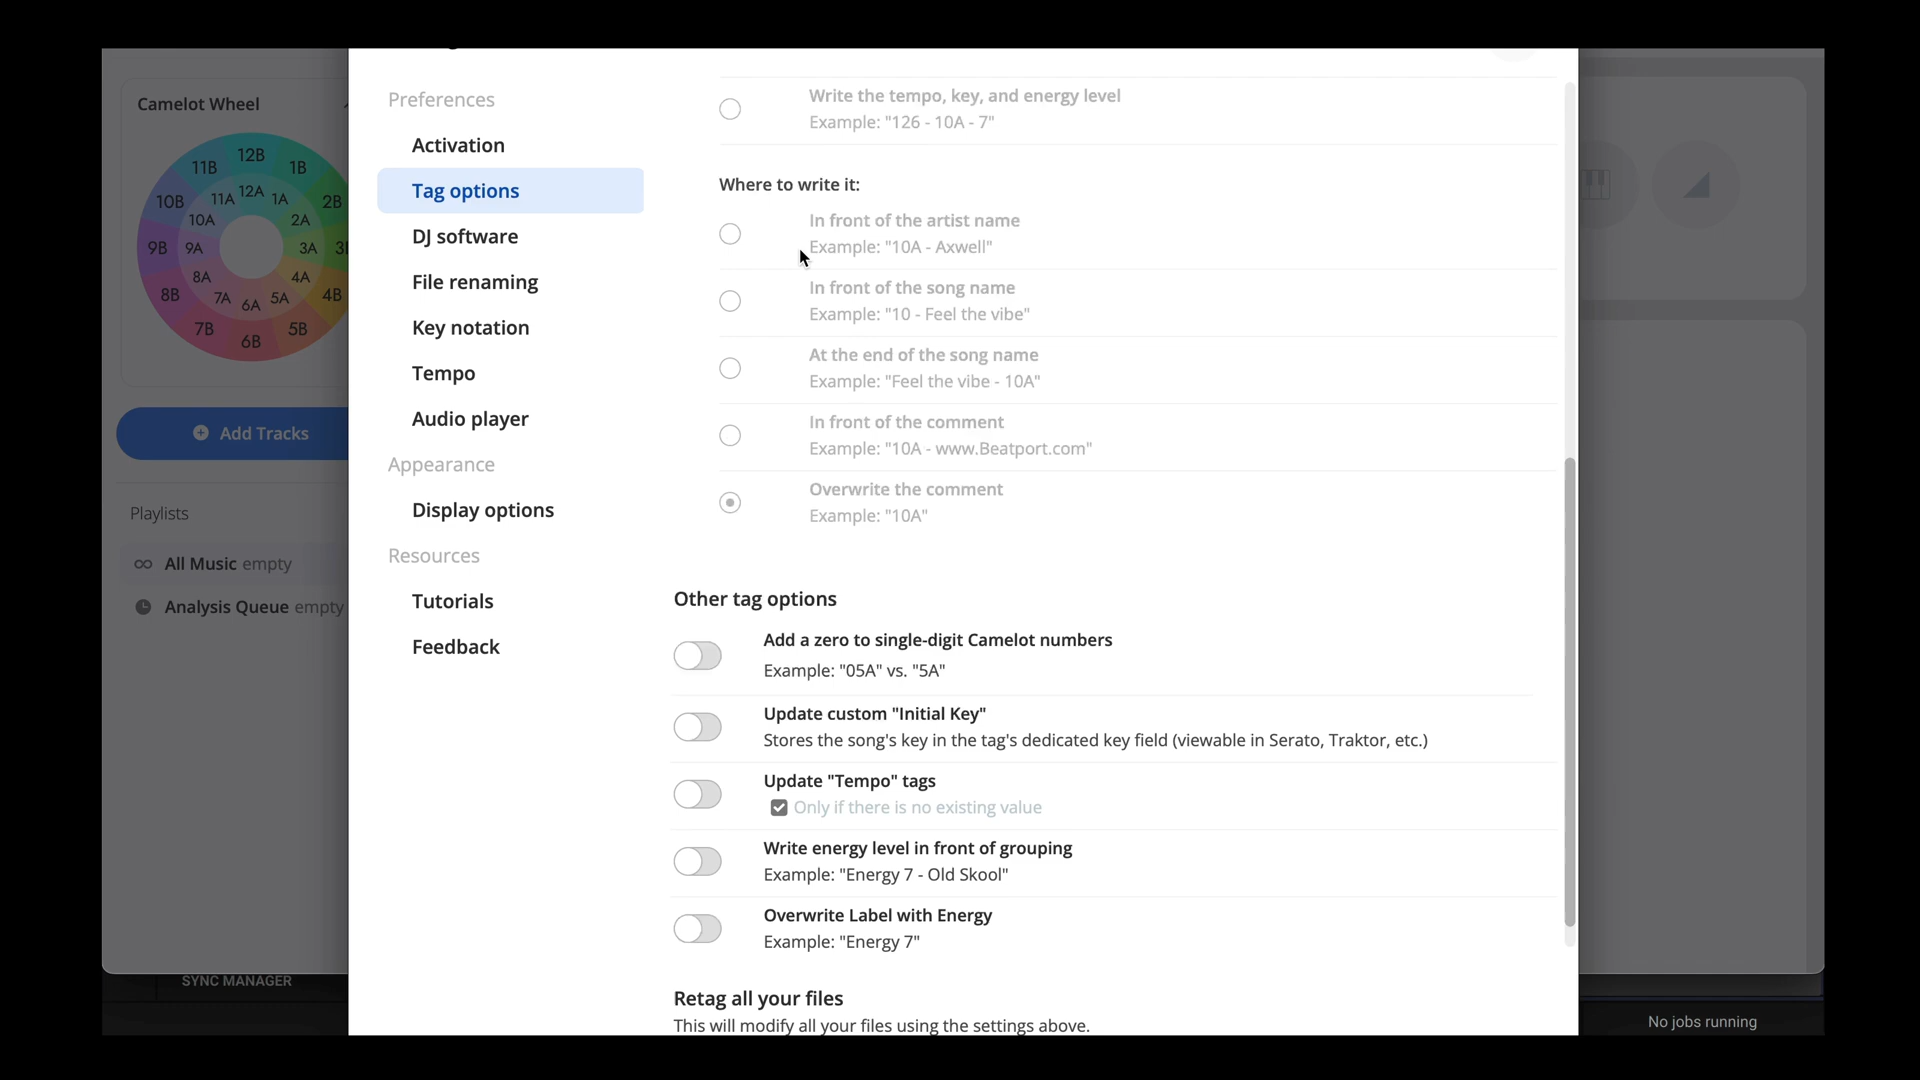 Camelot Wheel
12B
11B
1B
12A
11A
1A
10B
2B
10A
2A
9B
9A
3A
8A
4A
8B
7A
5A
4B
6A
7B
5B
6B
Add Tracks
Playlists
All Music empty
Analysis Queue empty
SYNC MANAGER
Preferences
Activation
Tag options
DJ software
File renaming
Key notation
Tempo
Audio player
Appearance
Display options
Resources
Tutorials
Feedback
Write the tempo, key, and energy level
Example: "126 - 10A - 7"
Where to write it:
In front of the artist name
Example: "10A - Axwell"
In front of the song name
Example: "10 - Feel the vibe"
At the end of the song name
Example: "Feel the vibe - 10A"
In front of the comment
Example: "10A - www.Beatport.com"
Overwrite the comment
Example: "10A"
Other tag options
Add a zero to single-digit Camelot numbers
Example: "05A" vs. "5A"
Update custom "Initial Key"
Stores the song's key in the tag's dedicated key field (viewable in Serato, Traktor, etc.)
Update "Tempo" tags
Only if there is no existing value
Write energy level in front of grouping
Example: "Energy 7 - Old Skool"
Overwrite Label with Energy
Example: "Energy 7"
Retag all your files
This will modify all your files using the settings above.
No jobs running